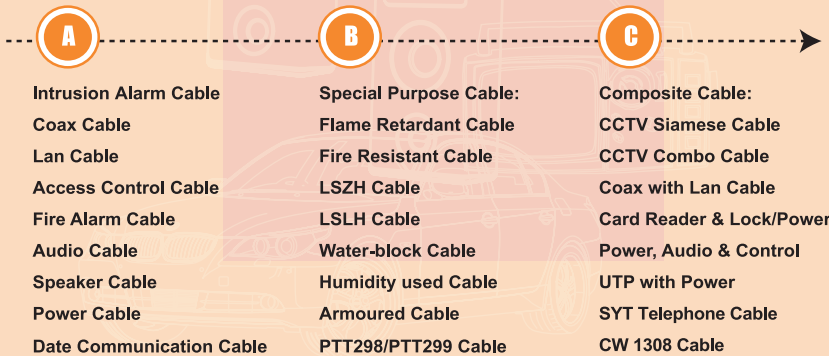 A
B
C
Intrusion Alarm Cable
Coax Cable
Lan Cable
Access Control Cable
Fire Alarm Cable
Audio Cable
Speaker Cable
Power Cable
Date Communication Cable
Special Purpose Cable:
Flame Retardant Cable
Fire Resistant Cable
LSZH Cable
LSLH Cable
Water-block Cable
Humidity used Cable
Armoured Cable
PTT298/PTT299 Cable
Composite Cable:
CCTV Siamese Cable
CCTV Combo Cable
Coax with Lan Cable
Card Reader & Lock/Power
Power, Audio & Control
UTP with Power
SYT Telephone Cable
CW 1308 Cable